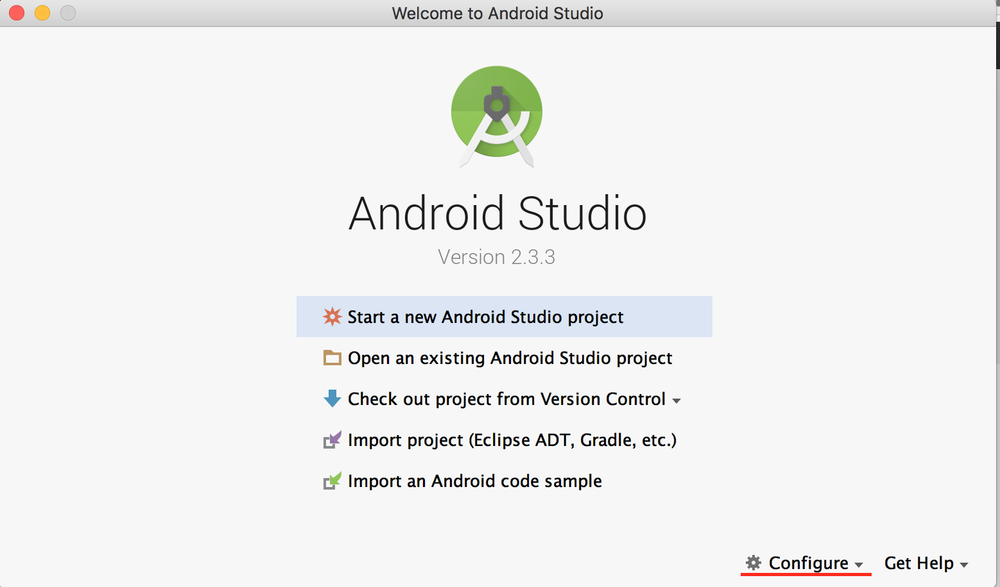 Welcome to Android Studio
Android Studio
Version 2.3.3
Start a new Android Studio project
Open an existing Android Studio project
Check out project from Version Control
Import project (Eclipse ADT, Gradle, etc.)
Import an Android code sample
Configure
Get Help